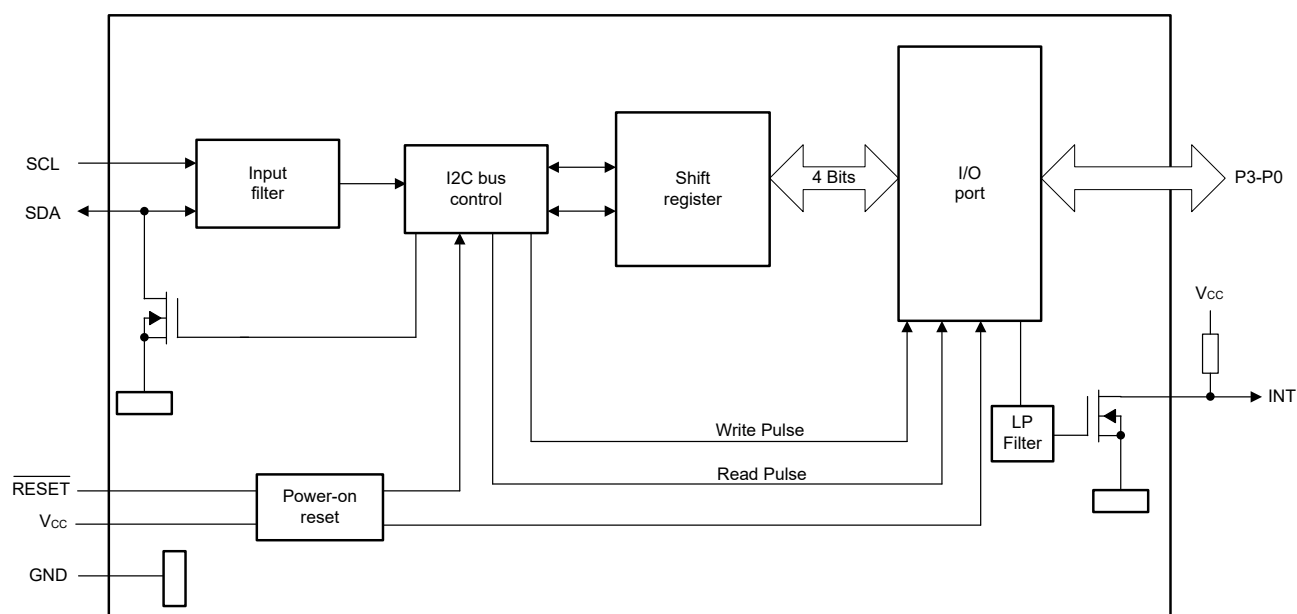 SCL
SDA
Input
filter
I2C bus
control
Shift
register
4 Bits
I/O
port
P3-P0
VCC
INT
LP
Filter
Write Pulse
Read Pulse
RESET
VCC
Power-on
reset
GND